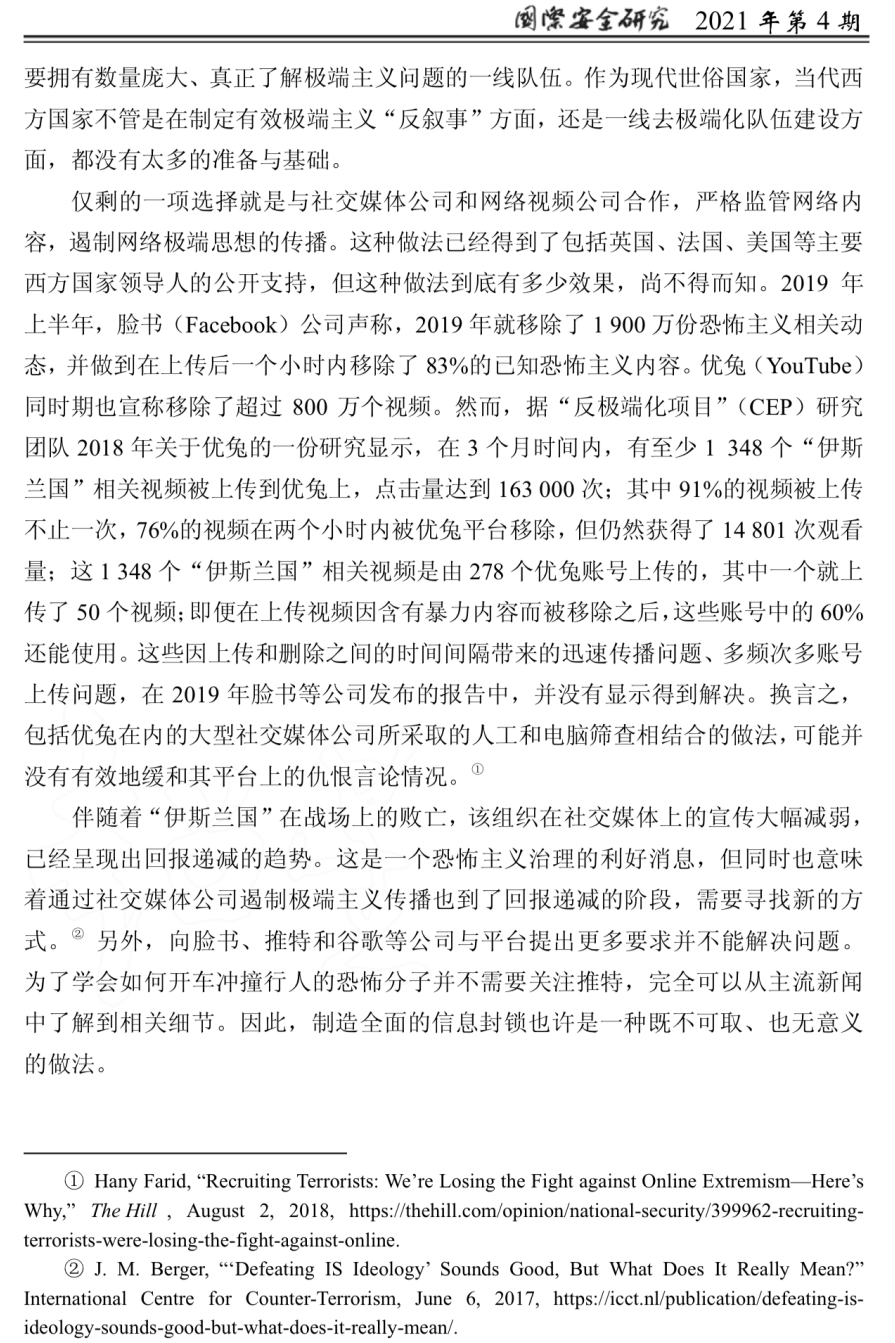 国际安全研究 2021 年第 4 期
要拥有数量庞大、真正了解极端主义问题的一线队伍。作为现代世俗国家，当代西
方国家不管是在制定有效极端主义“反叙事”方面，还是一线去极端化队伍建设方
面，都没有太多的准备与基础。
仅剩的一项选择就是与社交媒体公司和网络视频公司合作，严格监管网络内
容，遏制网络极端思想的传播。这种做法已经得到了包括英国、法国、美国等主要
西方国家领导人的公开支持，但这种做法到底有多少效果，尚不得而知。2019 年
上半年，脸书（Facebook）公司声称，2019 年就移除了 1 900 万份恐怖主义相关动
态，并做到在上传后一个小时内移除了 83%的已知恐怖主义内容。优兔（YouTube）
同时期也宣称移除了超过 800 万个视频。然而，据“反极端化项目”（CEP）研究
团队 2018 年关于优兔的一份研究显示，在 3 个月时间内，有至少 1 348 个“伊斯
兰国”相关视频被上传到优兔上，点击量达到 163 000 次；其中 91%的视频被上传
不止一次，76%的视频在两个小时内被优兔平台移除，但仍然获得了 14 801 次观看
量；这 1 348 个“伊斯兰国”相关视频是由 278 个优兔账号上传的，其中一个就上
传了 50 个视频；即便在上传视频因含有暴力内容而被移除之后，这些账号中的 60%
还能使用。这些因上传和删除之间的时间间隔带来的迅速传播问题、多频次多账号
上传问题，在 2019 年脸书等公司发布的报告中，并没有显示得到解决。换言之，
包括优兔在内的大型社交媒体公司所采取的人工和电脑筛查相结合的做法，可能并
没有有效地缓和其平台上的仇恨言论情况。①
伴随着“伊斯兰国”在战场上的败亡，该组织在社交媒体上的宣传大幅减弱，
已经呈现出回报递减的趋势。这是一个恐怖主义治理的利好消息，但同时也意味
着通过社交媒体公司遏制极端主义传播也到了回报递减的阶段，需要寻找新的方
式。② 另外，向脸书、推特和谷歌等公司与平台提出更多要求并不能解决问题。
为了学会如何开车冲撞行人的恐怖分子并不需要关注推特，完全可以从主流新闻
中了解到相关细节。因此，制造全面的信息封锁也许是一种既不可取、也无意义
的做法。
① Hany Farid, “Recruiting Terrorists: We’re Losing the Fight against Online Extremism—Here’s
Why,” The Hill , August 2, 2018, https://thehill.com/opinion/national-security/399962-recruiting-
terrorists-were-losing-the-fight-against-online.
② J. M. Berger, “‘Defeating IS Ideology’ Sounds Good, But What Does It Really Mean?”
International Centre for Counter-Terrorism, June 6, 2017, https://icct.nl/publication/defeating-is-
ideology-sounds-good-but-what-does-it-really-mean/.